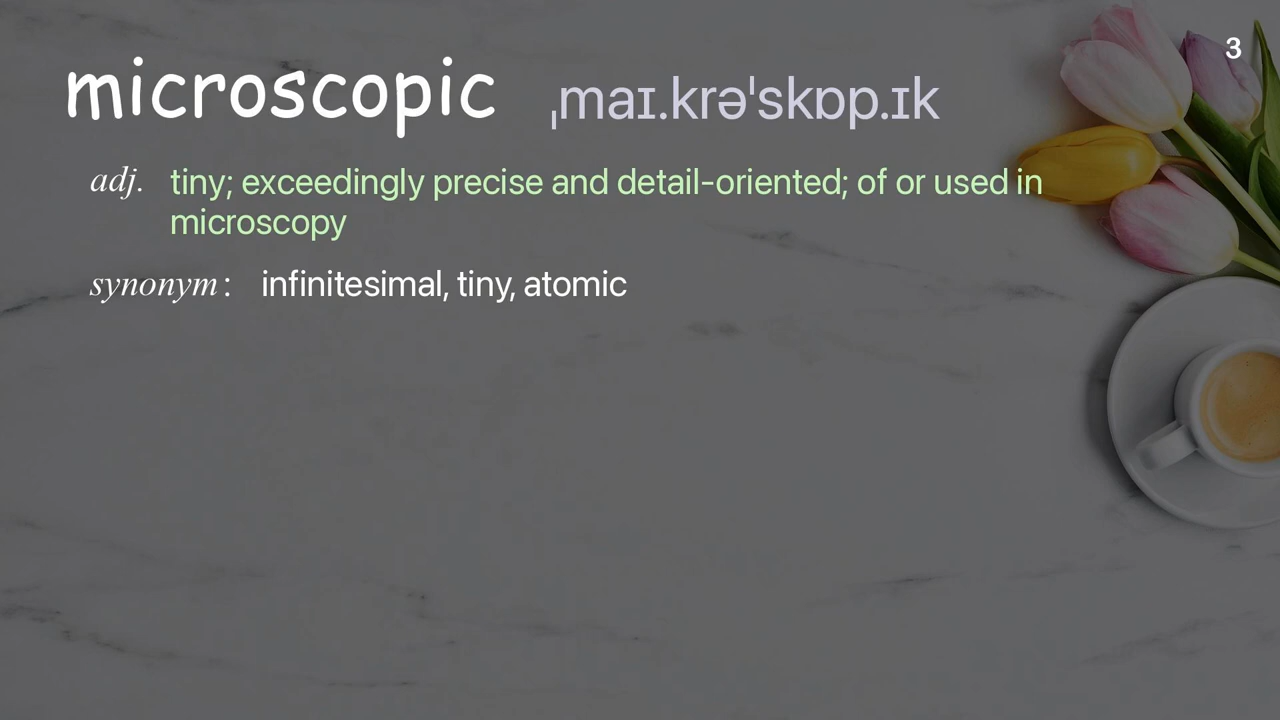 3
microscopic ˌmaɪ.krəˈskɒp.ɪk
adj. tiny; exceedingly precise and detail-oriented; of or used in
microscopy
synonym: infinitesimal, tiny, atomic